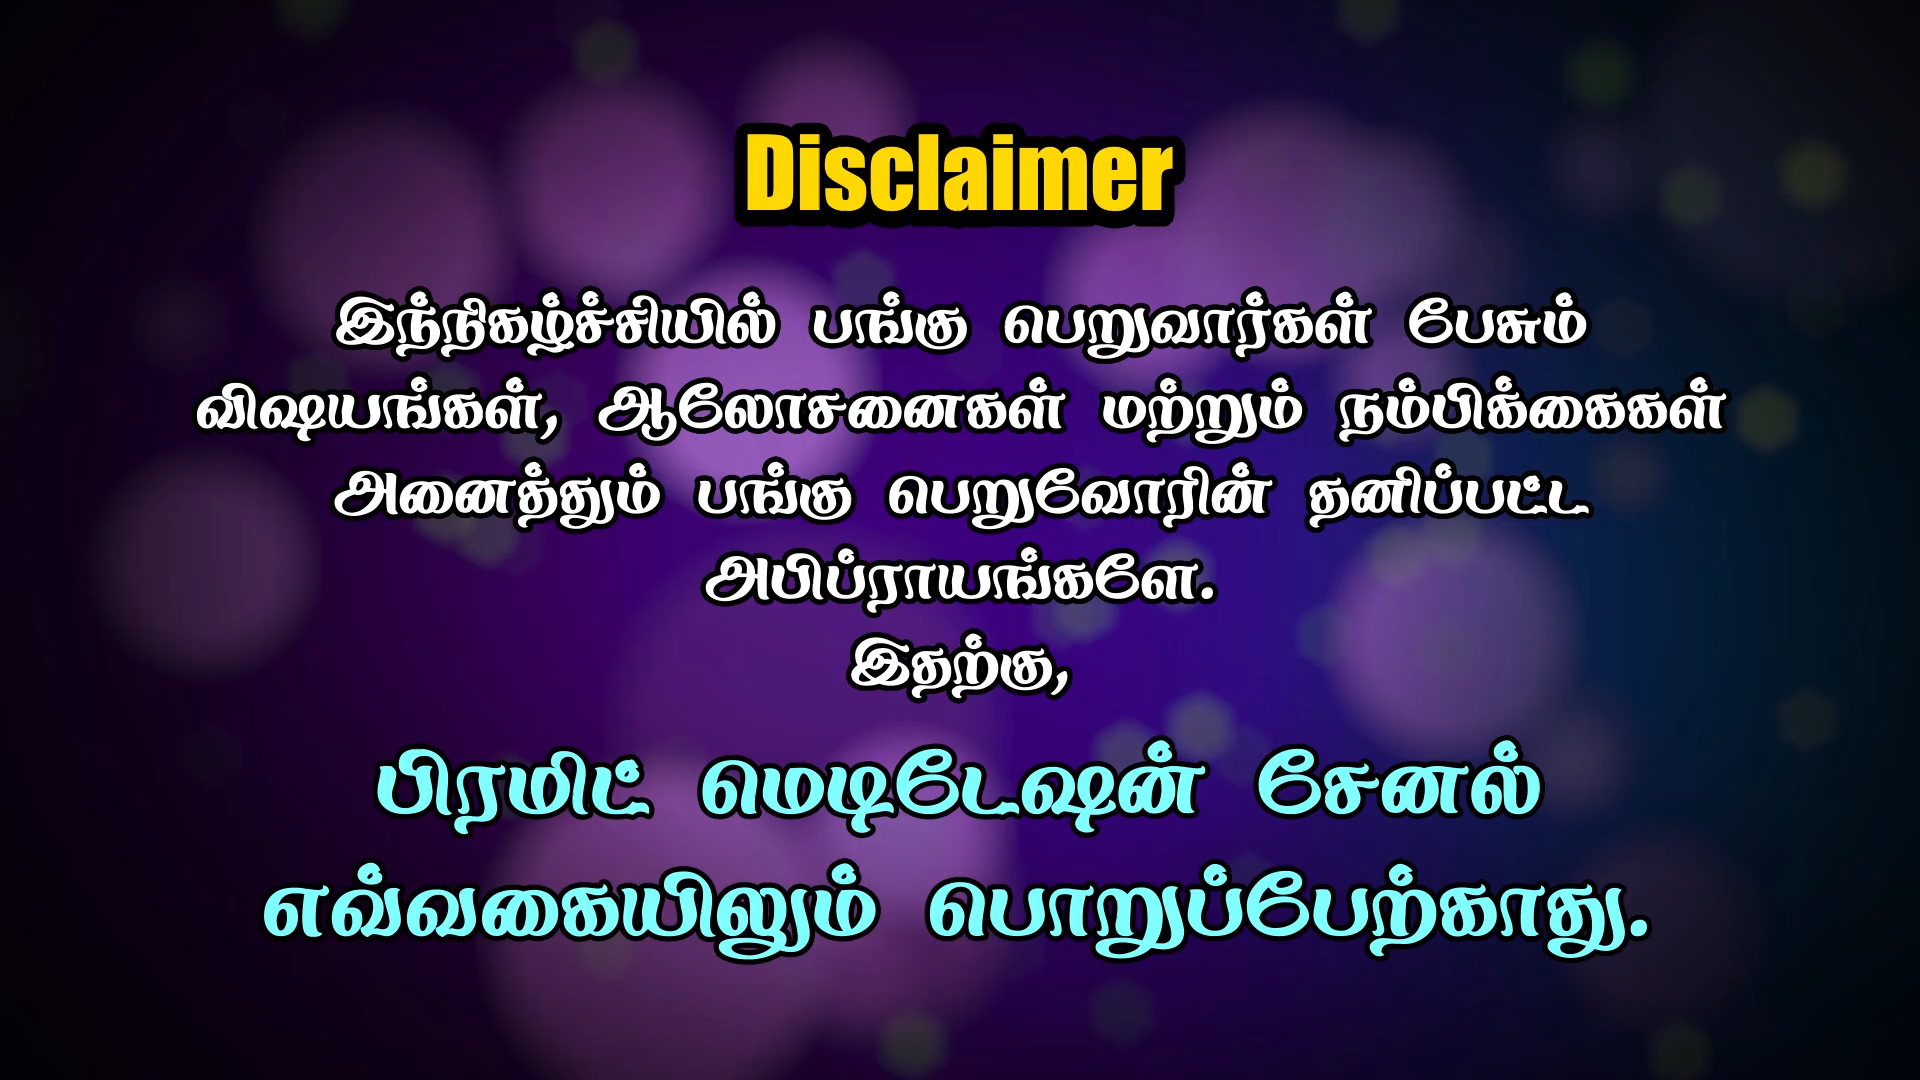 Disclaimer
இந்நிகழ்ச்சியில் பங்கு பெறுவார்கள் பேசும்
விஷயங்கள், ஆலோசனைகள் மற்றும் நம்பிக்கைகள்
அனைத்தும் பங்கு பெறுவோரின் தனிப்பட்ட
அபிப்ராயங்களே.
இதற்கு,
பிரமிட் மெடிடேஷன் சேனல்
எவ்வகையிலும் பொறுப்பேற்காது.